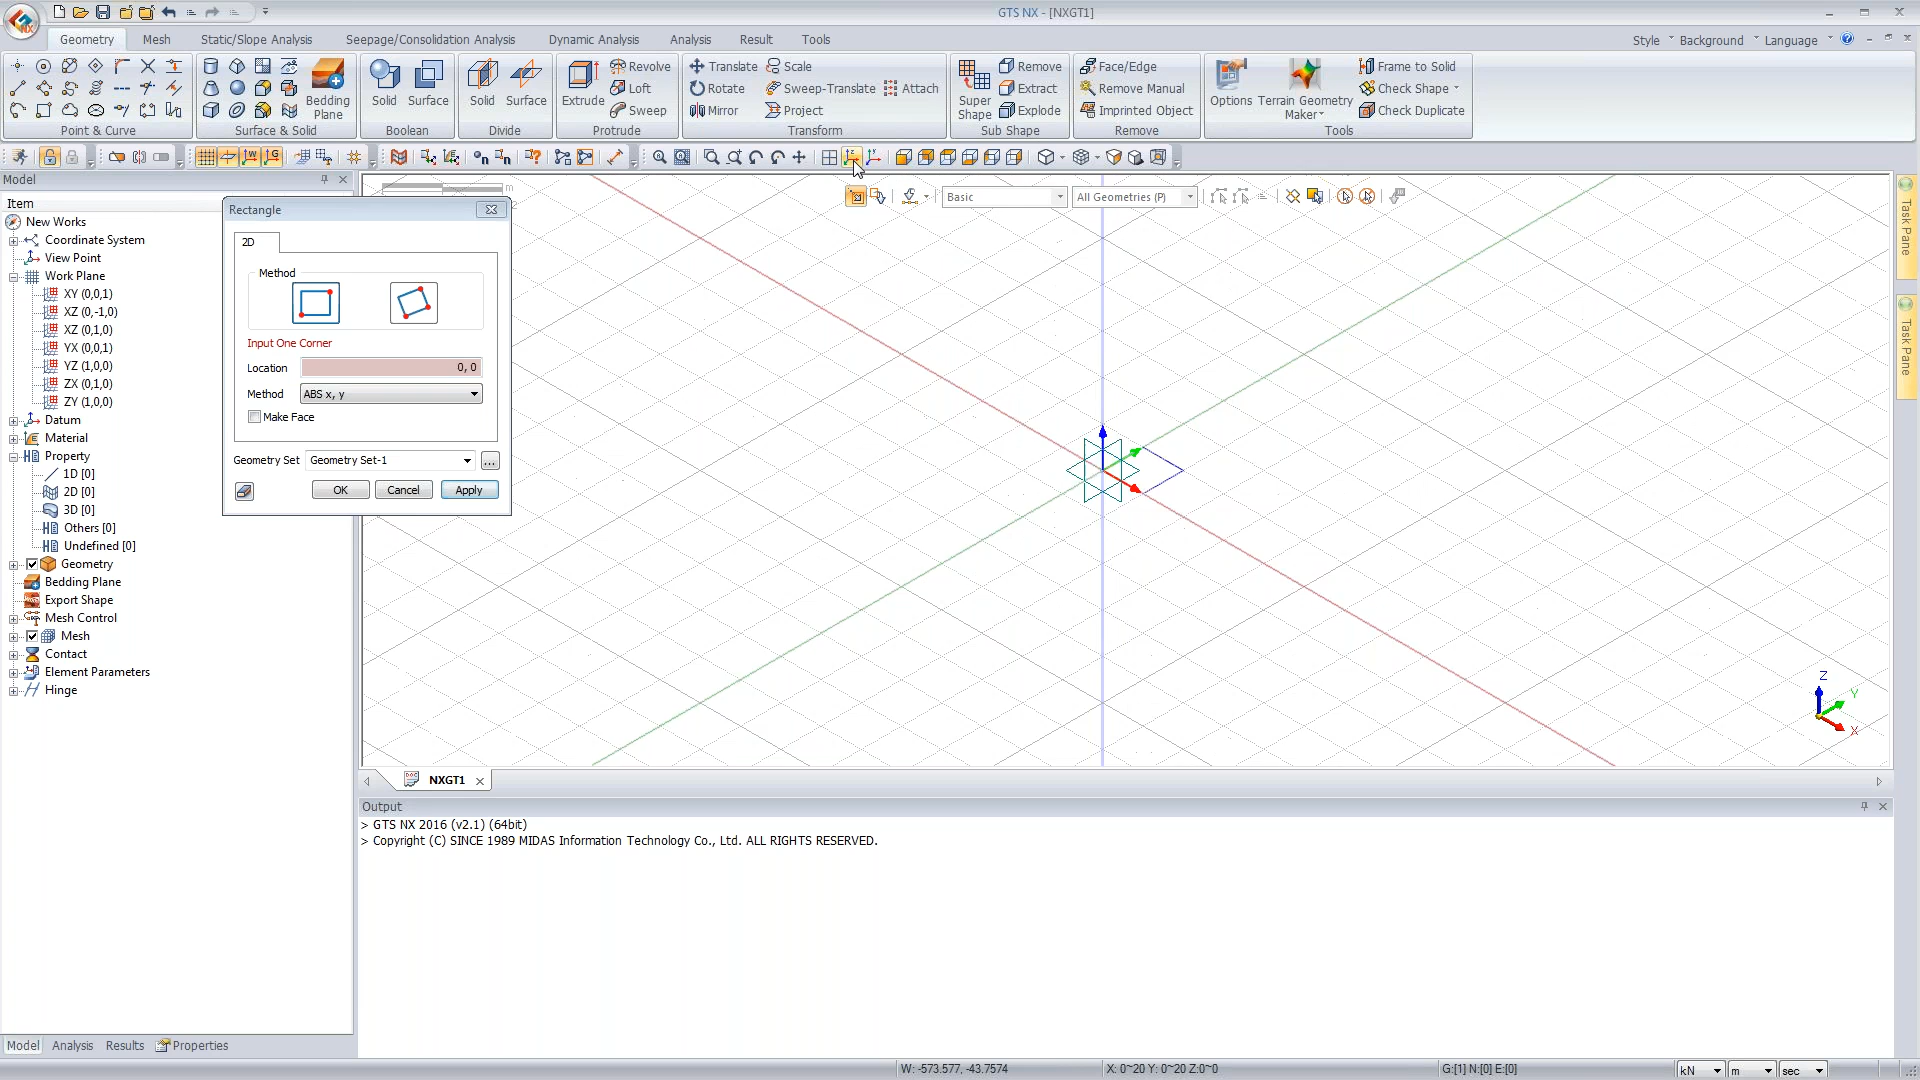 GTS NX - [NXGT1]
Geometry Mesh Static/Slope Analysis Seepage/Consolidation Analysis Dynamic Analysis Analysis Result Tools
Style Background Language
Revolve Translate Scale Remove Face/Edge Frame to Solid
Loft Rotate Sweep-Translate Attach Extract Remove Manual Check Shape
Bedding Plane Solid Surface Solid Surface Extrude Sweep Mirror Project Super Shape Explode Imprinted Object Options Terrain Geometry Maker Check Duplicate
Point & Curve Surface & Solid Boolean Divide Protrude Transform Sub Shape Remove Tools
Model
Item
New Works
Coordinate System
View Point
Work Plane
XY (0,0,1)
XZ (0,-1,0)
XZ (0,1,0)
YX (0,0,1)
YZ (1,0,0)
ZX (0,1,0)
ZY (1,0,0)
Datum
Material
Property
1D [0]
2D [0]
3D [0]
Others [0]
Undefined [0]
Geometry
Bedding Plane
Export Shape
Mesh Control
Mesh
Contact
Element Parameters
Hinge
Rectangle
2D
Method
Input One Corner
Location 0, 0
Method ABS x, y
Make Face
Geometry Set Geometry Set-1 ...
OK Cancel Apply
m
Basic All Geometries (P)
Z
Y
X
Task Pane
Task Pane
NXGT1
Output
> GTS NX 2016 (v2.1) (64bit)
> Copyright (C) SINCE 1989 MIDAS Information Technology Co., Ltd. ALL RIGHTS RESERVED.
Model Analysis Results Properties
W: -573.577, -43.7574 X: 0~20 Y: 0~20 Z:0~0 G:[1] N:[0] E:[0] kN m sec